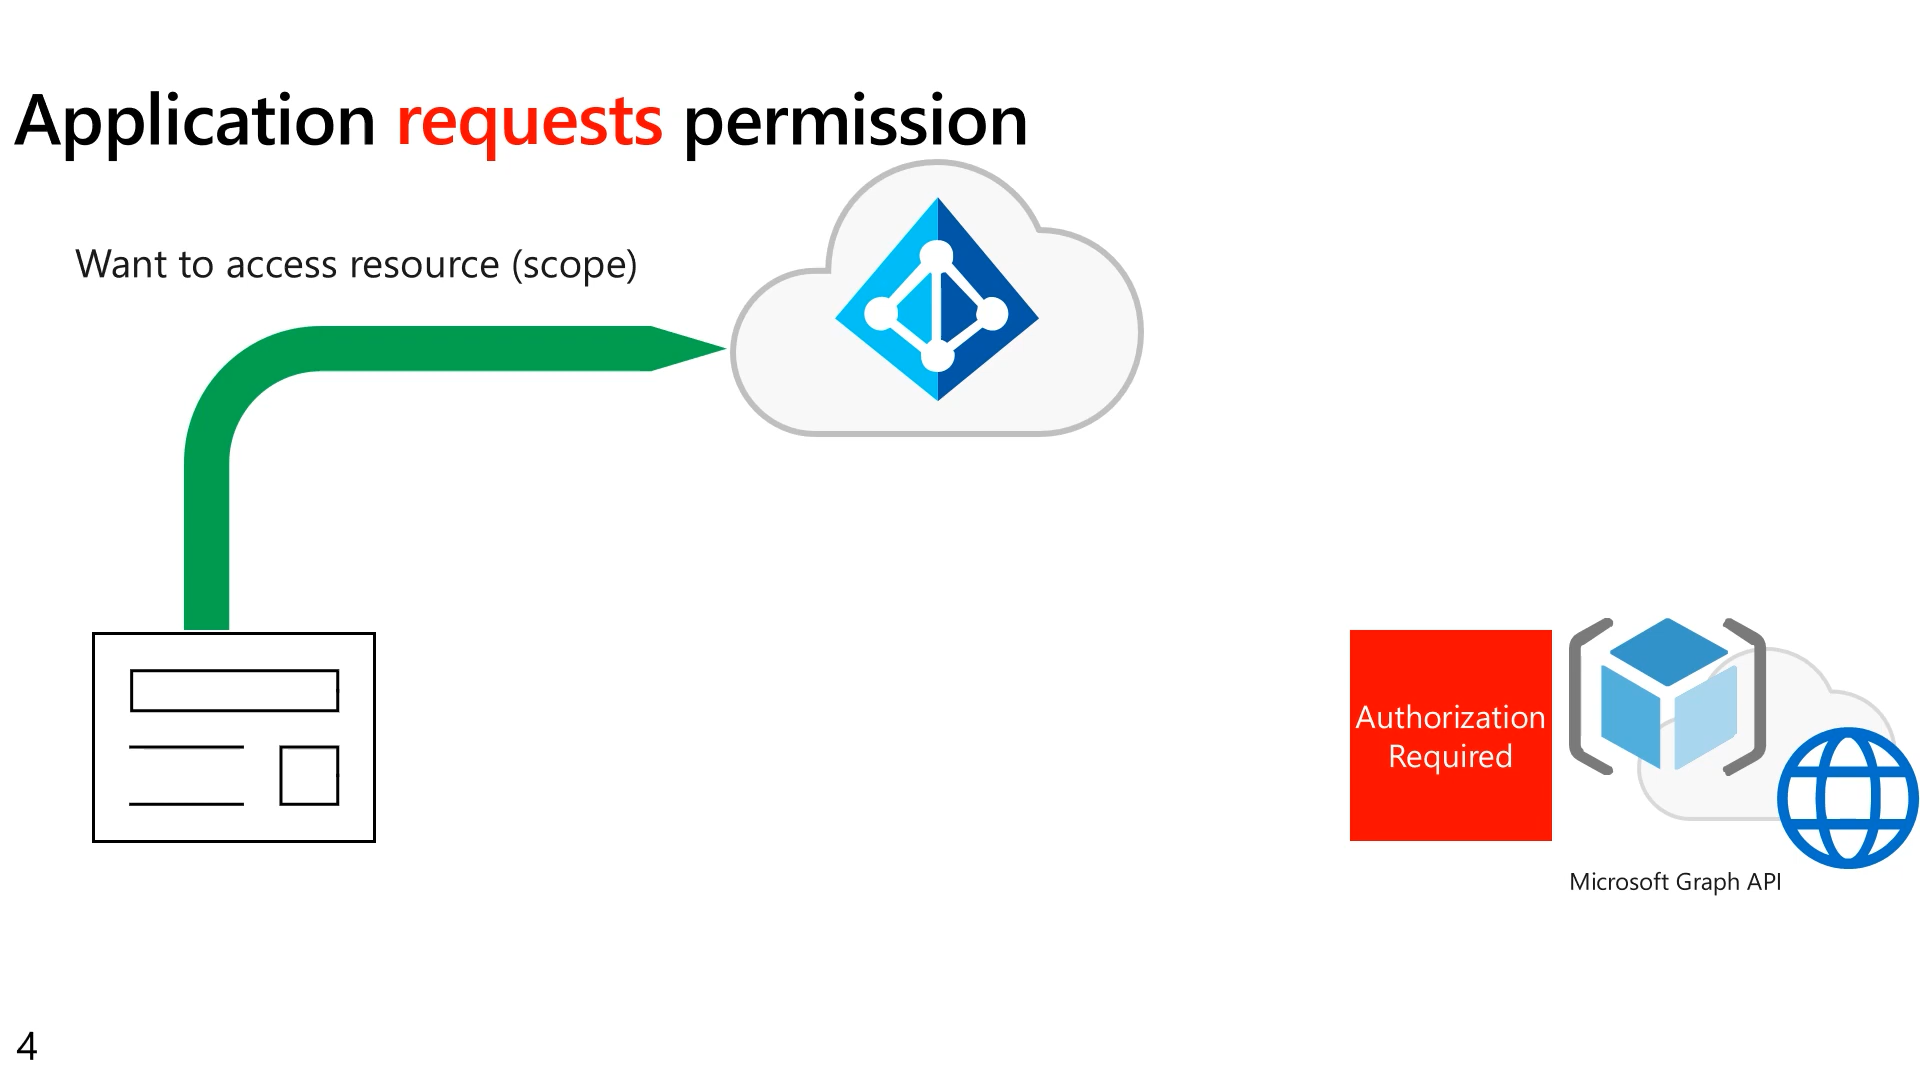 Application requests permission
Want to access resource (scope)
Authorization
Required
Microsoft Graph API
4